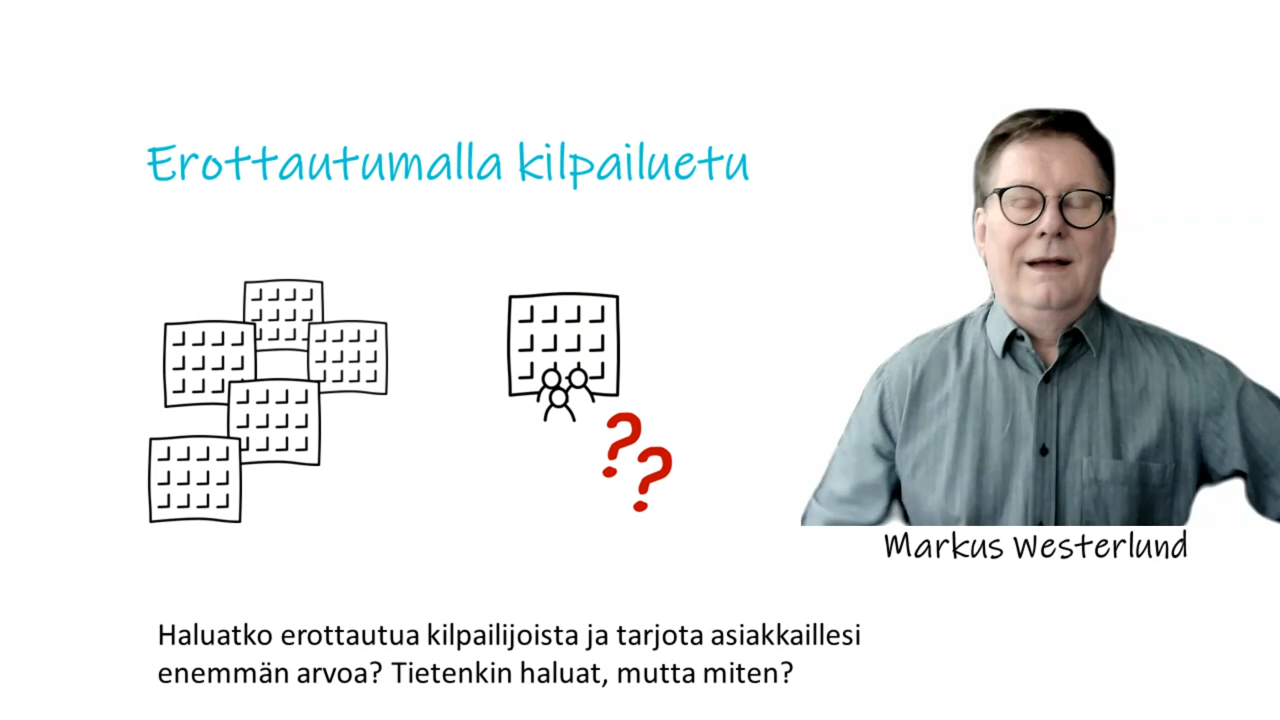 Erottautumalla kilpailuetu
??
Markus Westerlund
Haluatko erottautua kilpailijoista ja tarjota asiakkaillesi
enemmän arvoa? Tietenkin haluat, mutta miten?